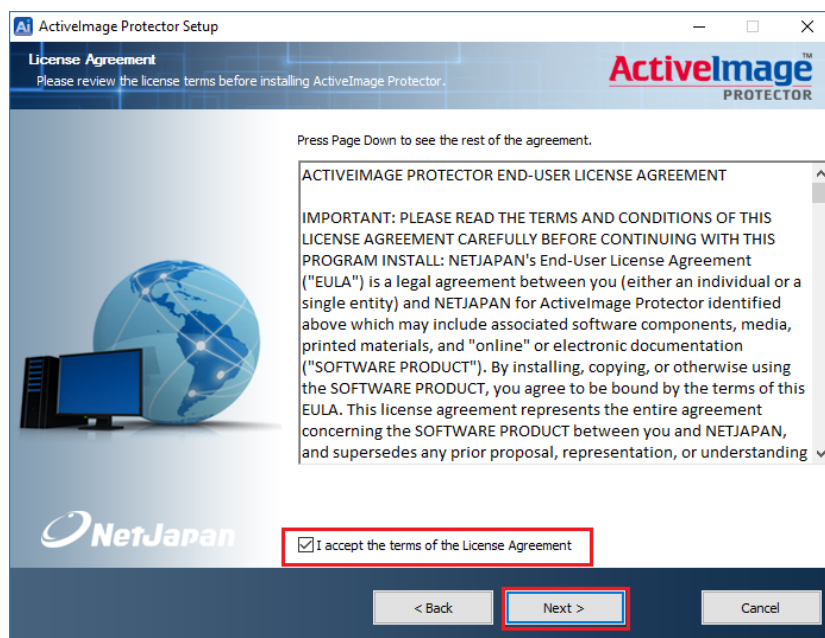 Ai ActiveImage Protector Setup
License Agreement
Please review the license terms before installing ActiveImage Protector.
ActiveImage™
PROTECTOR
Press Page Down to see the rest of the agreement.
ACTIVEIMAGE PROTECTOR END-USER LICENSE AGREEMENT
IMPORTANT: PLEASE READ THE TERMS AND CONDITIONS OF THIS
LICENSE AGREEMENT CAREFULLY BEFORE CONTINUING WITH THIS
PROGRAM INSTALL: NETJAPAN's End-User License Agreement
("EULA") is a legal agreement between you (either an individual or a
single entity) and NETJAPAN for ActiveImage Protector identified
above which may include associated software components, media,
printed materials, and "online" or electronic documentation
("SOFTWARE PRODUCT"). By installing, copying, or otherwise using
the SOFTWARE PRODUCT, you agree to be bound by the terms of this
EULA. This license agreement represents the entire agreement
concerning the SOFTWARE PRODUCT between you and NETJAPAN,
and supersedes any prior proposal, representation, or understanding
NetJapan
I accept the terms of the License Agreement
< Back
Next >
Cancel